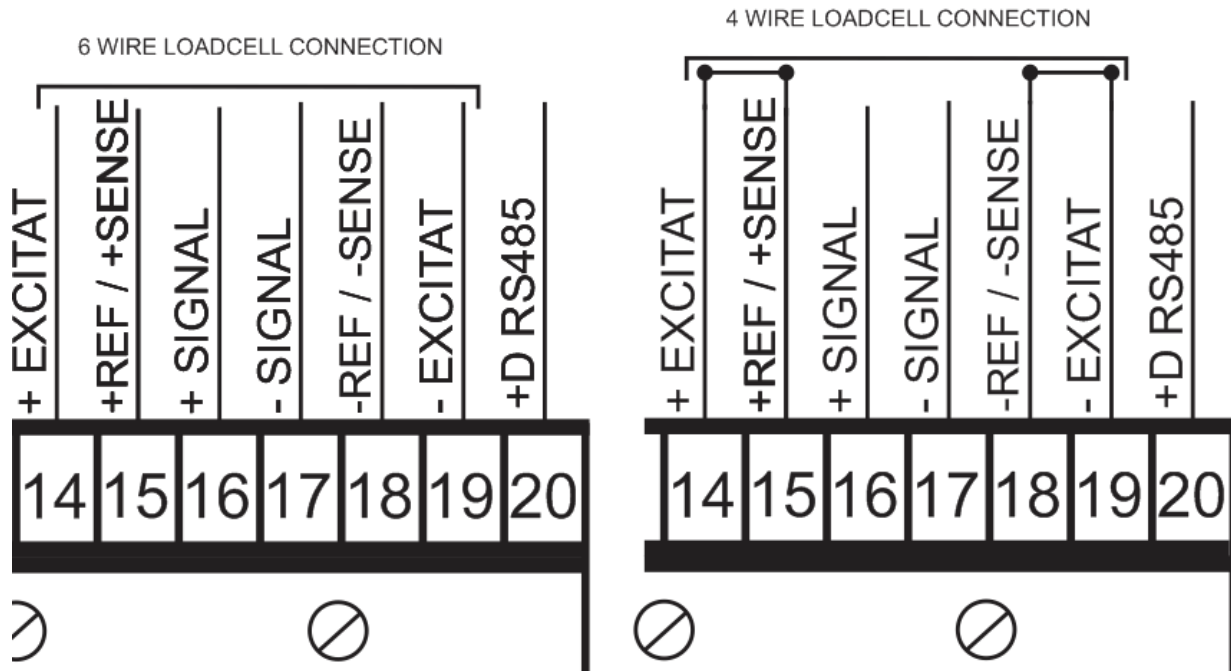 6 WIRE LOADCELL CONNECTION
+ EXCITAT
+REF / +SENSE
+ SIGNAL
- SIGNAL
-REF / -SENSE
- EXCITAT
+D RS485
14 15 16 17 18 19 20
4 WIRE LOADCELL CONNECTION
+ EXCITAT
+REF / +SENSE
+ SIGNAL
- SIGNAL
-REF / -SENSE
- EXCITAT
+D RS485
14 15 16 17 18 19 20